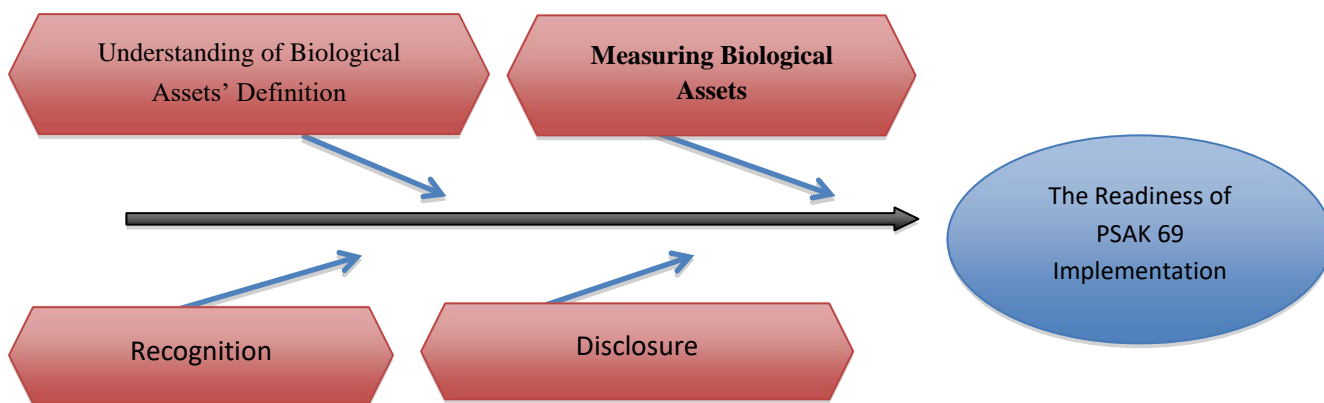 Understanding of Biological
Assets’ Definition
Measuring Biological
Assets
The Readiness of
PSAK 69
Implementation
Recognition
Disclosure